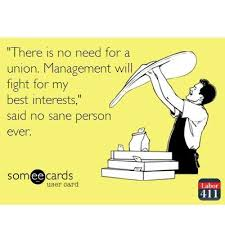 "There is no need for a
union. Management will
fight for my
best interests,"
said no sane person
ever.
someecards
user card
Labor
411